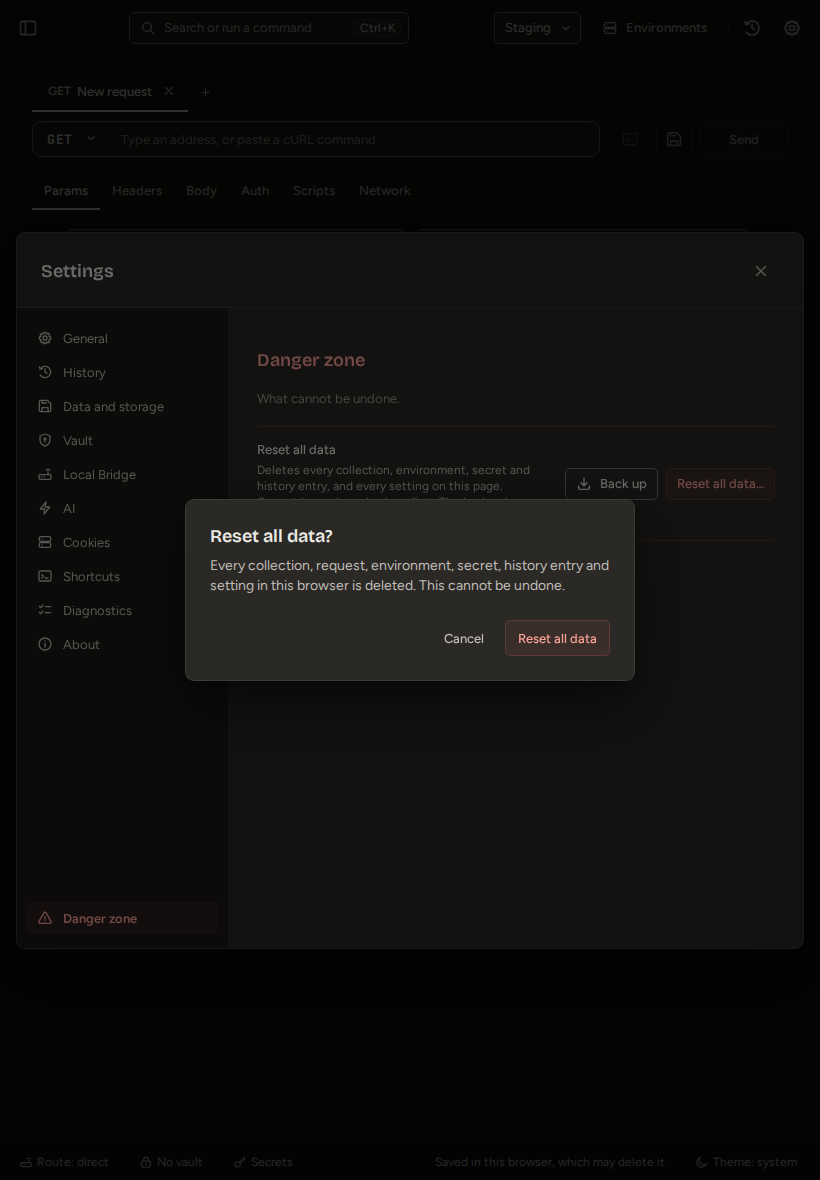 Search or run a command Ctrl+K
Staging
Environments
GET New request
GET
Type an address, or paste a cURL command
Send
Params
Headers
Body
Auth
Scripts
Network
Settings
General
History
Data and storage
Vault
Local Bridge
AI
Cookies
Shortcuts
Diagnostics
About
Danger zone
Danger zone
What cannot be undone.
Reset all data
Deletes every collection, environment, secret and
history entry, and every setting on this page.
Back up
Reset all data...
Reset all data?
Every collection, request, environment, secret, history entry and
setting in this browser is deleted. This cannot be undone.
Cancel
Reset all data
Route: direct
No vault
Secrets
Saved in this browser, which may delete it
Theme: system